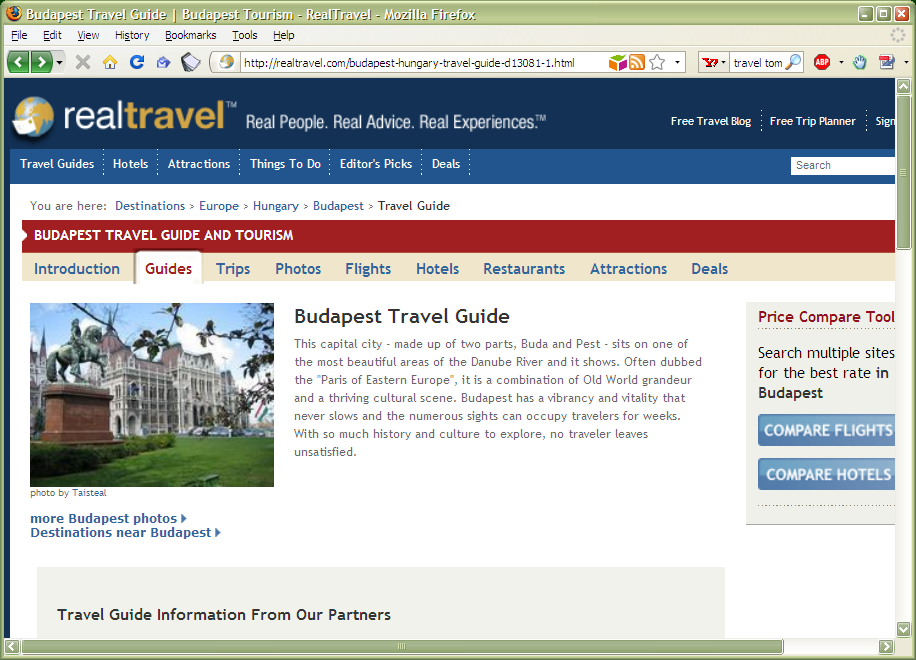 Budapest Travel Guide | Budapest Tourism - RealTravel - Mozilla Firefox
File Edit View History Bookmarks Tools Help
http://realtravel.com/budapest-hungary-travel-guide-d13081-1.html
travel tom
ABP
realtravel™ Real People. Real Advice. Real Experiences.™
Free Travel Blog Free Trip Planner Sign
Travel Guides Hotels Attractions Things To Do Editor's Picks Deals
Search
You are here: Destinations > Europe > Hungary > Budapest > Travel Guide
BUDAPEST TRAVEL GUIDE AND TOURISM
Introduction Guides Trips Photos Flights Hotels Restaurants Attractions Deals
Budapest Travel Guide
This capital city - made up of two parts, Buda and Pest - sits on one of
the most beautiful areas of the Danube River and it shows. Often dubbed
the "Paris of Eastern Europe", it is a combination of Old World grandeur
and a thriving cultural scene. Budapest has a vibrancy and vitality that
never slows and the numerous sights can occupy travelers for weeks.
With so much history and culture to explore, no traveler leaves
unsatisfied.
photo by Taisteal
more Budapest photos
Destinations near Budapest
Price Compare Tool
Search multiple sites
for the best rate in
Budapest
COMPARE FLIGHTS
COMPARE HOTELS
Travel Guide Information From Our Partners